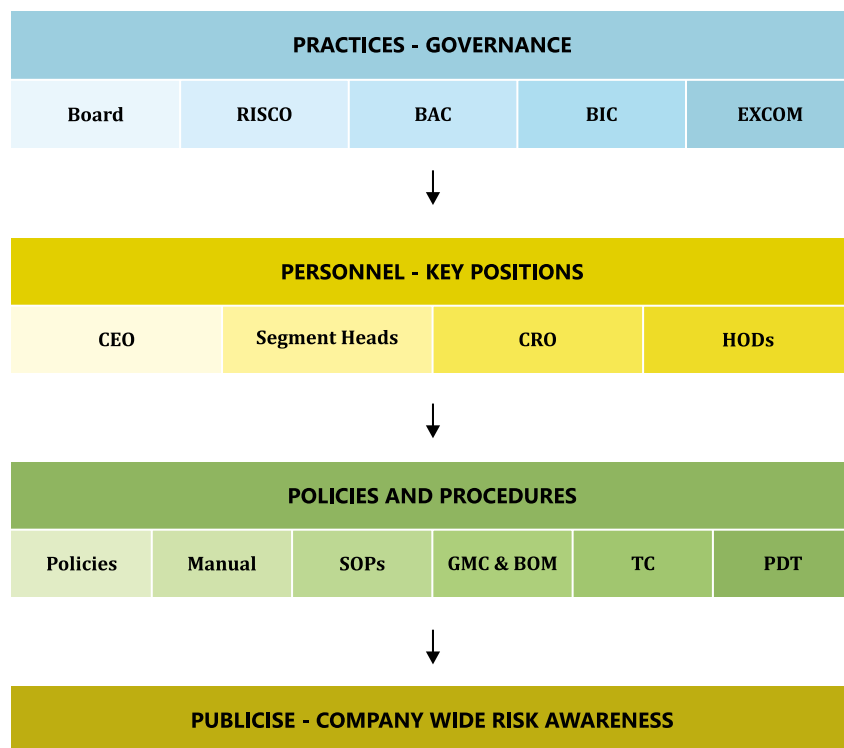 PRACTICES - GOVERNANCE
Board RISCO BAC BIC EXCOM
PERSONNEL - KEY POSITIONS
CEO Segment Heads CRO HODs
POLICIES AND PROCEDURES
Policies Manual SOPs GMC & BOM TC PDT
PUBLICISE - COMPANY WIDE RISK AWARENESS